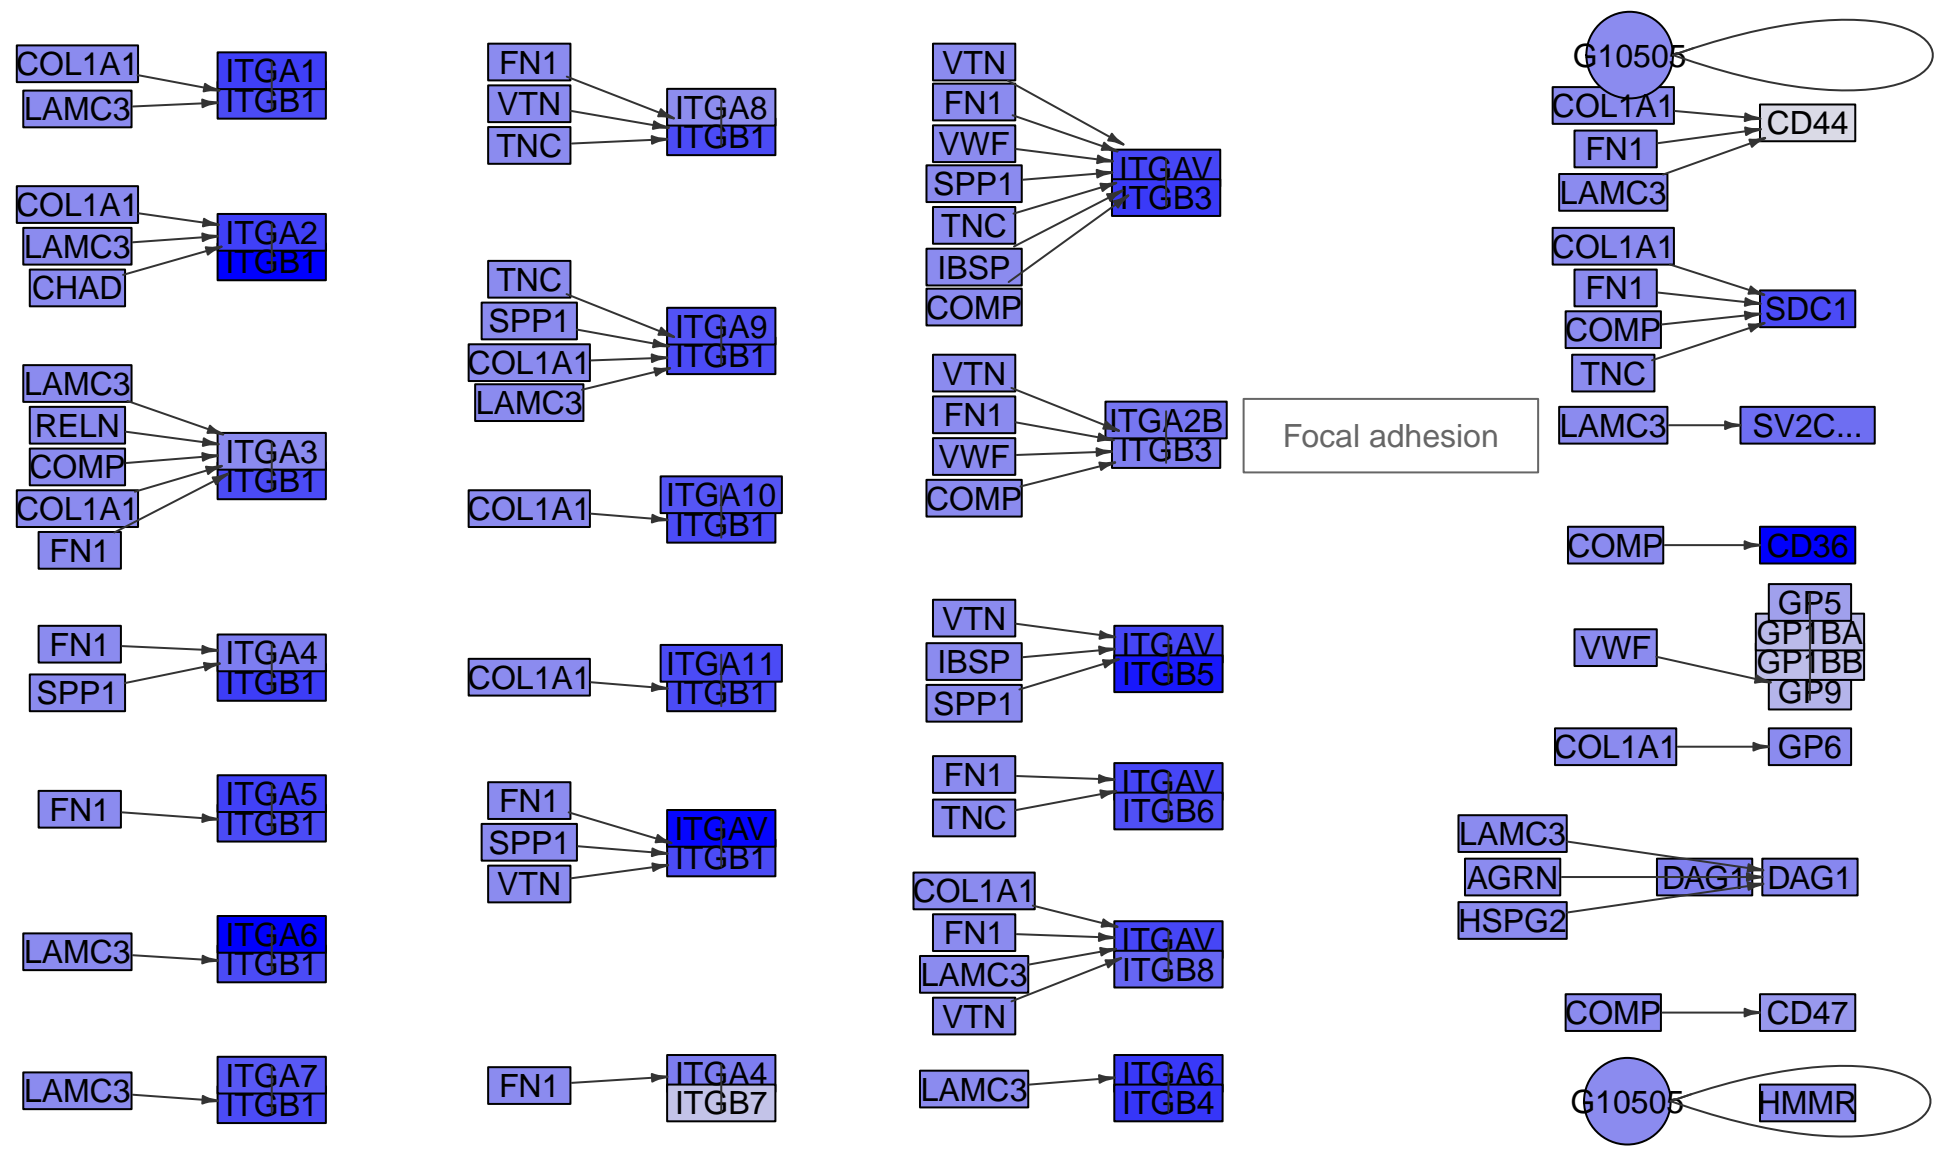 COL1A1
LAMC3
ITGA1
ITGB1
COL1A1
LAMC3
CHAD
ITGA2
ITGB1
LAMC3
RELN
COMP
COL1A1
FN1
ITGA3
ITGB1
FN1
SPP1
ITGA4
ITGB1
FN1
ITGA5
ITGB1
LAMC3
ITGA6
ITGB1
LAMC3
ITGA7
ITGB1
FN1
VTN
TNC
ITGA8
ITGB1
TNC
SPP1
COL1A1
LAMC3
ITGA9
ITGB1
COL1A1
ITGA10
ITGB1
COL1A1
ITGA11
ITGB1
FN1
SPP1
VTN
ITGAV
ITGB1
FN1
ITGA4
ITGB7
VTN
FN1
VWF
SPP1
TNC
IBSP
COMP
ITGAV
ITGB3
VTN
FN1
VWF
COMP
ITGA2B
ITGB3
Focal adhesion
VTN
IBSP
SPP1
ITGAV
ITGB5
FN1
TNC
ITGAV
ITGB6
COL1A1
FN1
LAMC3
VTN
ITGAV
ITGB8
LAMC3
ITGA6
ITGB4
G10505
COL1A1
FN1
LAMC3
CD44
COL1A1
FN1
COMP
TNC
SDC1
LAMC3
SV2C...
COMP
CD36
VWF
GP5
GP1BA
GP1BB
GP9
COL1A1
GP6
LAMC3
AGRN
HSPG2
DAG1
DAG1
COMP
CD47
G10505
HMMR